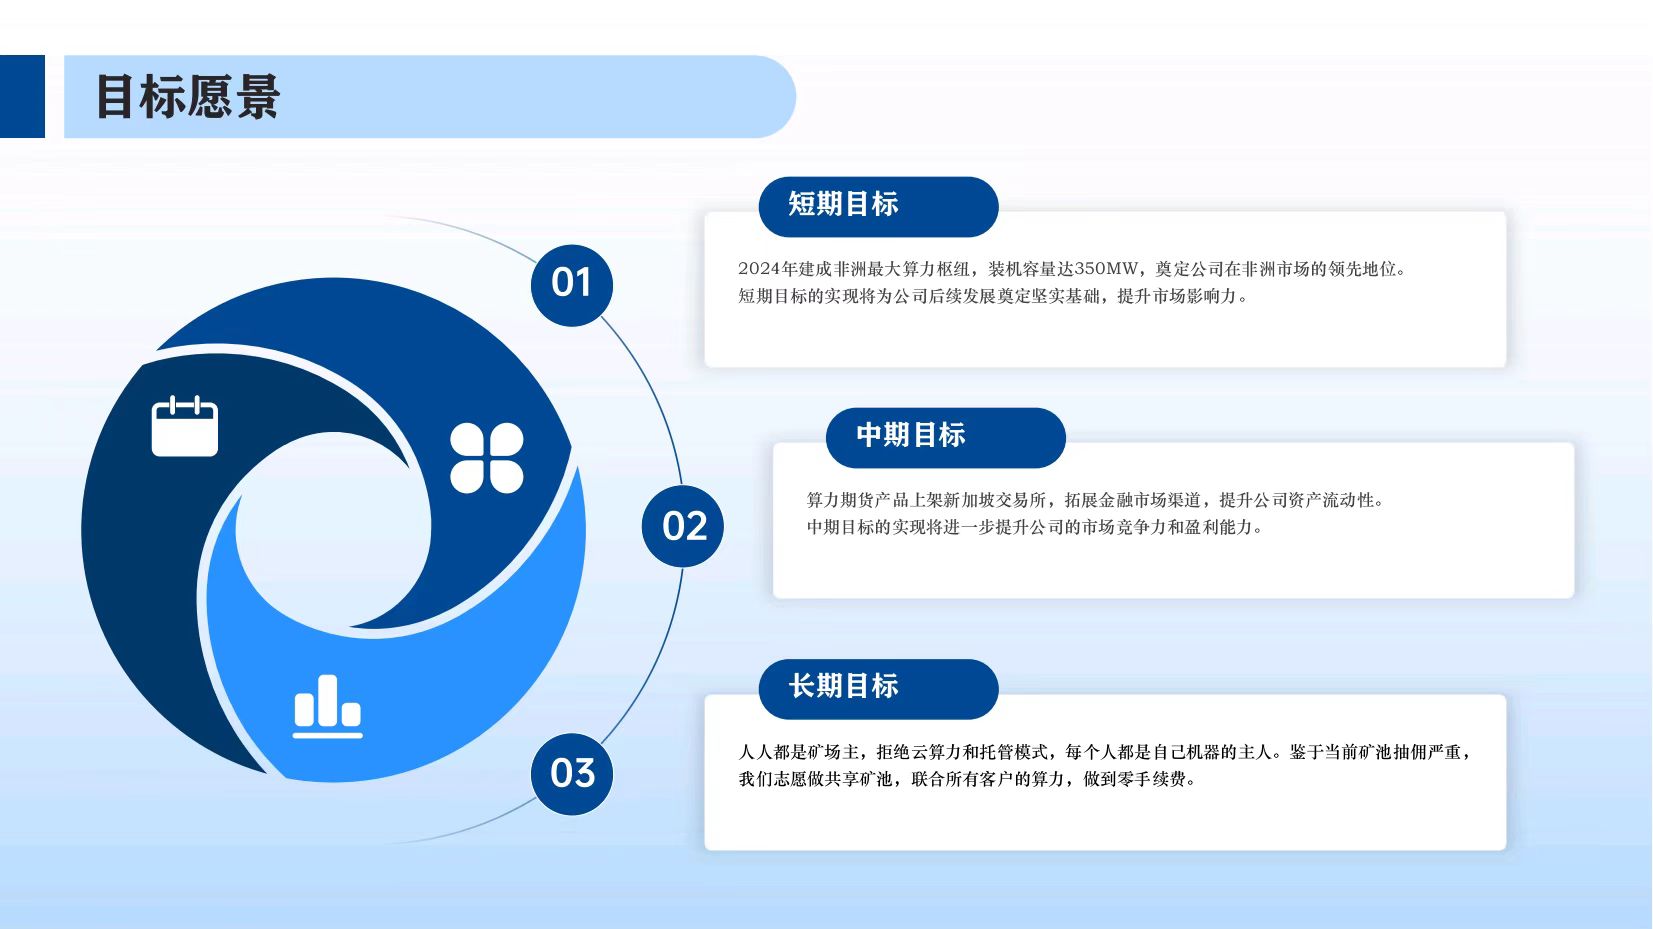 目标愿景
01
短期目标
2024年建成非洲最大算力枢纽，装机容量达350MW，奠定公司在非洲市场的领先地位。
短期目标的实现将为公司后续发展奠定坚实基础，提升市场影响力。
02
中期目标
算力期货产品上架新加坡交易所，拓展金融市场渠道，提升公司资产流动性。
中期目标的实现将进一步提升公司的市场竞争力和盈利能力。
03
长期目标
人人都是矿场主，拒绝云算力和托管模式，每个人都是自己机器的主人。鉴于当前矿池抽佣严重，
我们志愿做共享矿池，联合所有客户的算力，做到零手续费。